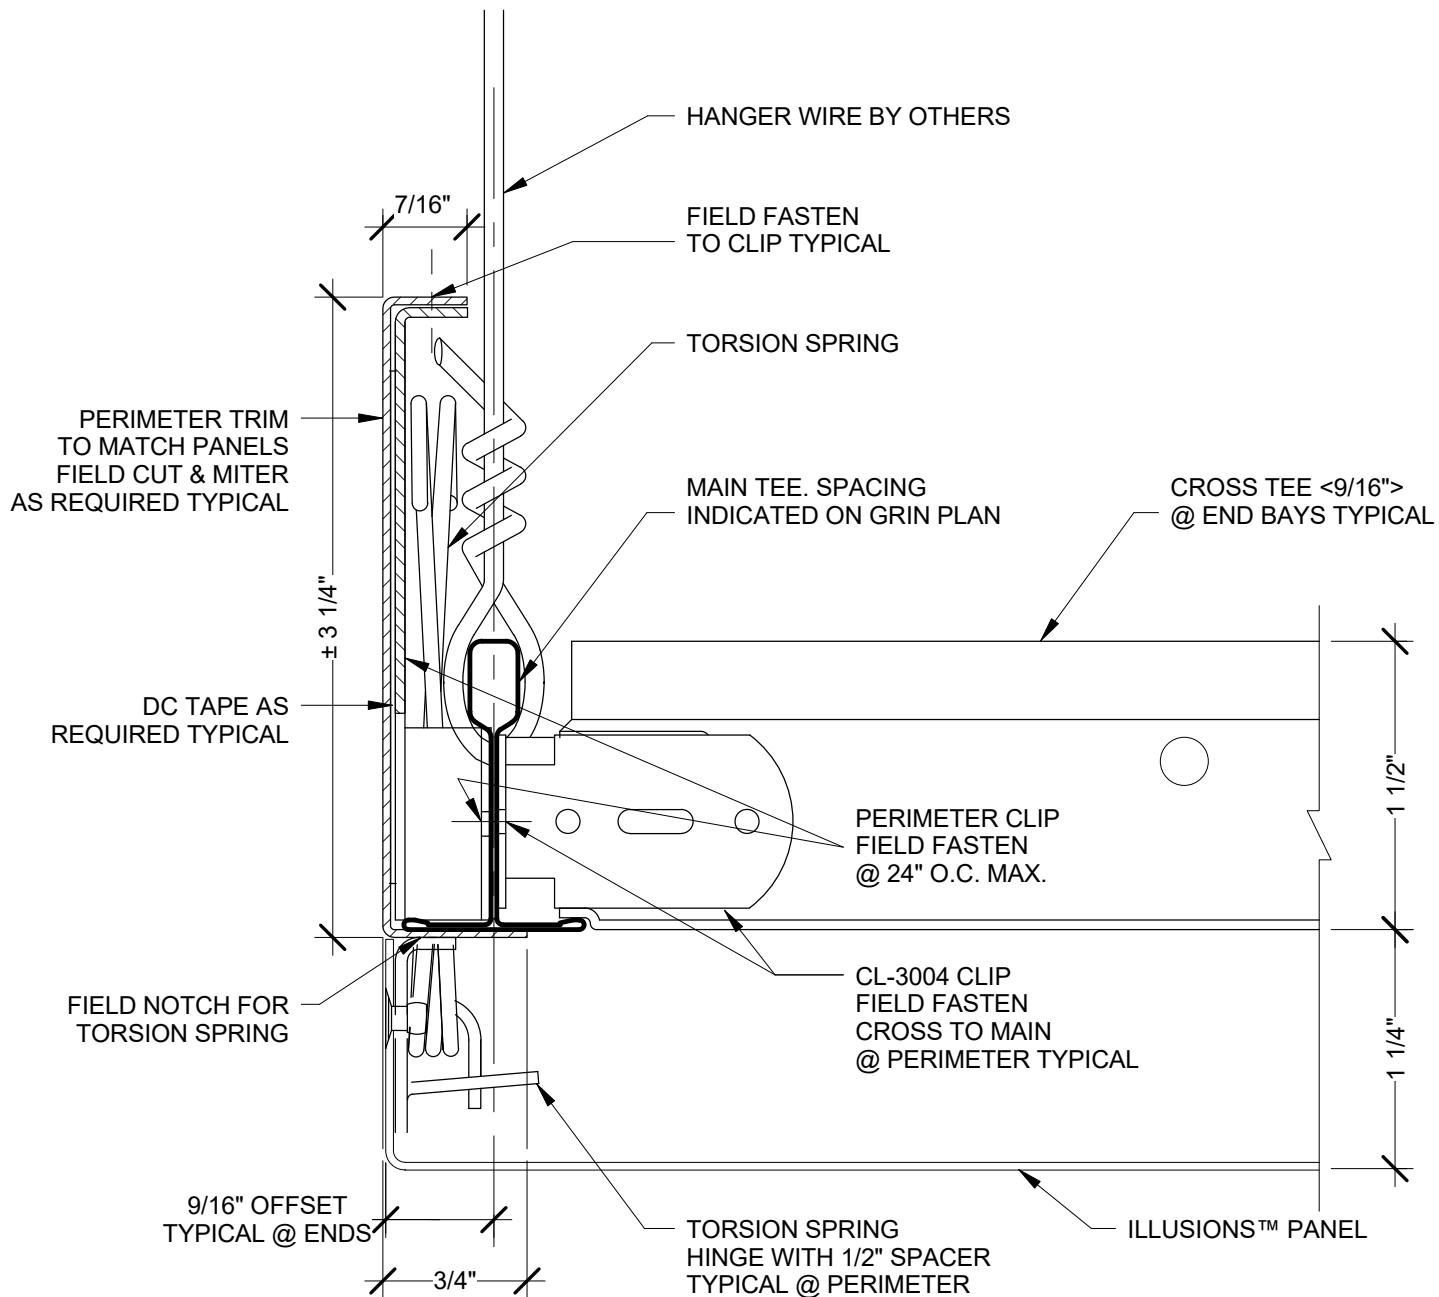 HANGER WIRE BY OTHERS
7/16"
FIELD FASTEN
TO CLIP TYPICAL
TORSION SPRING
PERIMETER TRIM
TO MATCH PANELS
FIELD CUT & MITER
AS REQUIRED TYPICAL
MAIN TEE. SPACING
INDICATED ON GRIN PLAN
CROSS TEE <9/16">
@ END BAYS TYPICAL
± 3 1/4"
DC TAPE AS
REQUIRED TYPICAL
1 1/2"
PERIMETER CLIP
FIELD FASTEN
@ 24" O.C. MAX.
CL-3004 CLIP
FIELD FASTEN
CROSS TO MAIN
@ PERIMETER TYPICAL
FIELD NOTCH FOR
TORSION SPRING
1 1/4"
9/16" OFFSET
TYPICAL @ ENDS
TORSION SPRING
HINGE WITH 1/2" SPACER
TYPICAL @ PERIMETER
ILLUSIONS™ PANEL
3/4"